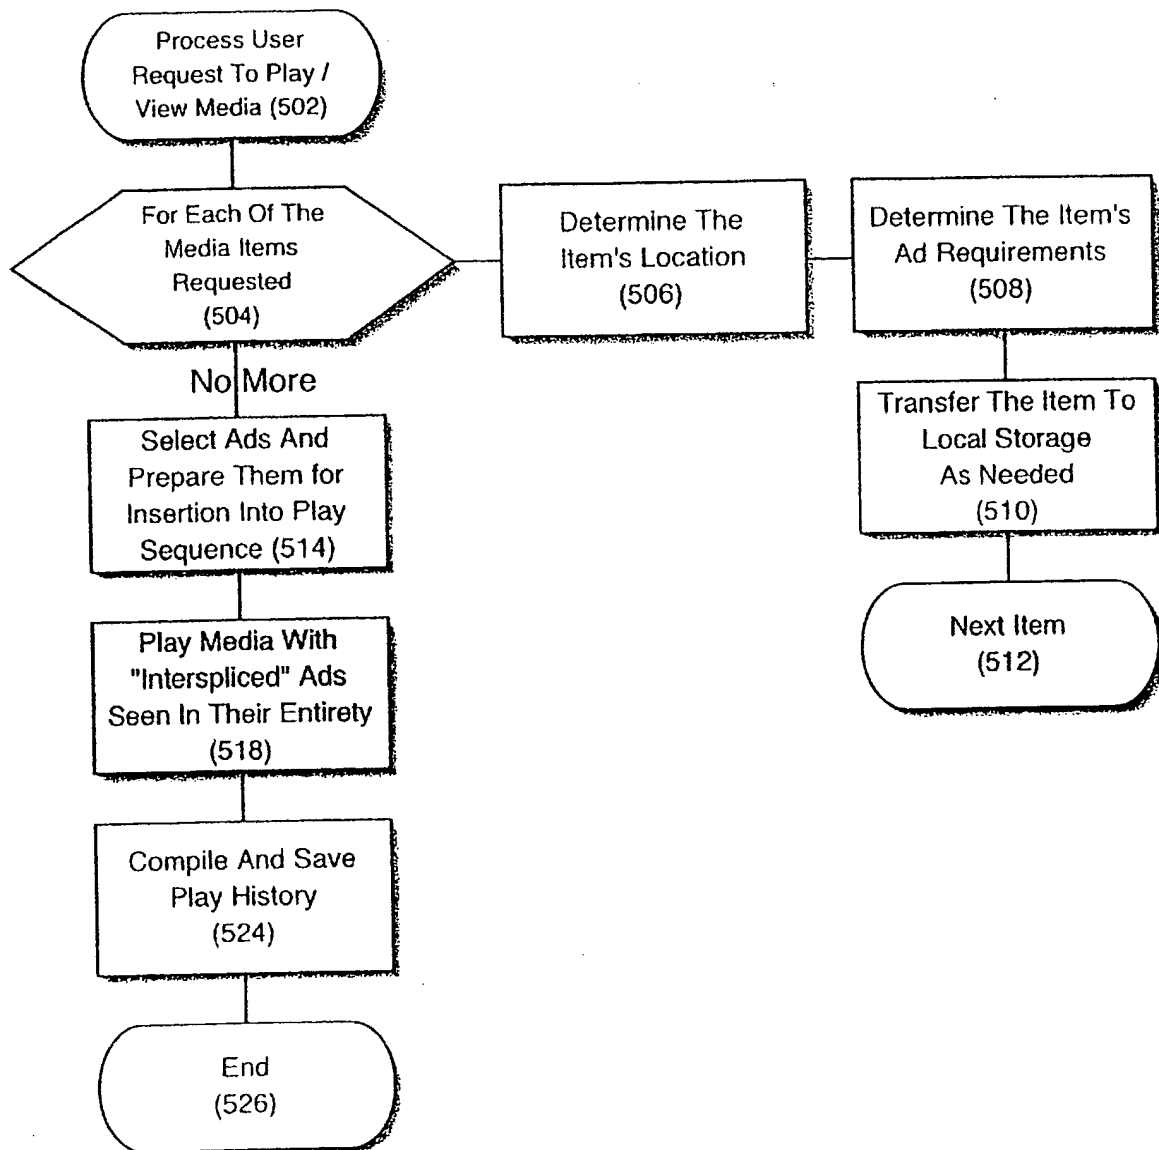 Process User
Request To Play /
View Media (502)
For Each Of The
Media Items
Requested
(504)
Determine The
Item's Location
(506)
Determine The Item's
Ad Requirements
(508)
Transfer The Item To
Local Storage
As Needed
(510)
Next Item
(512)
No More
Select Ads And
Prepare Them for
Insertion Into Play
Sequence (514)
Play Media With
"Interspliced" Ads
Seen In Their Entirety
(518)
Compile And Save
Play History
(524)
End
(526)